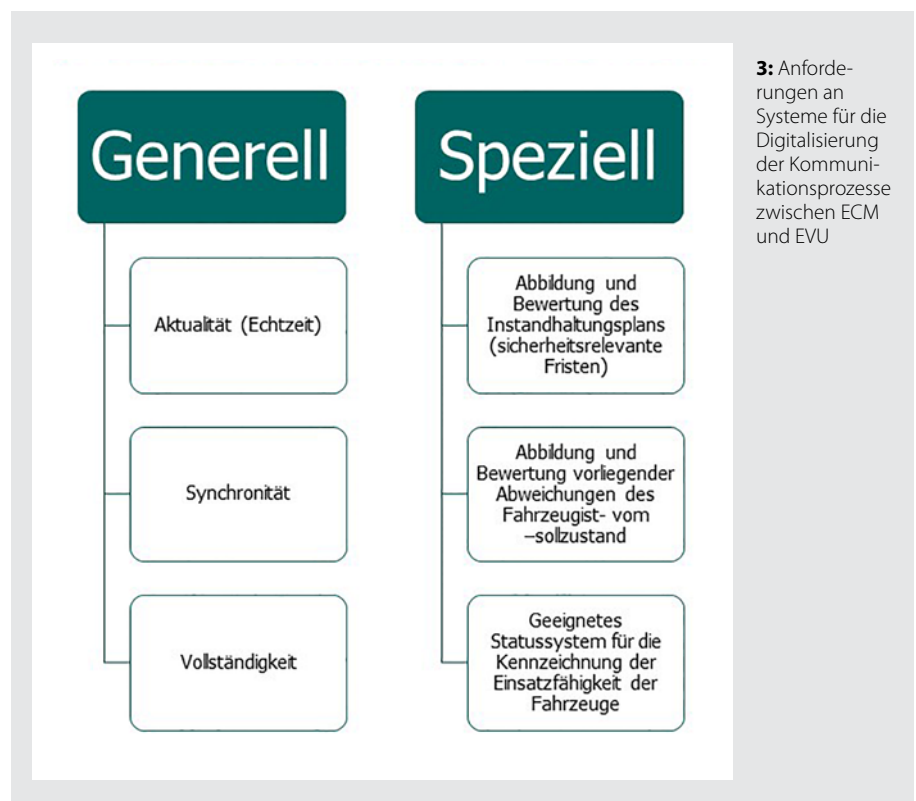 Generell
Aktualität (Echtzeit)
Synchronität
Vollständigkeit
Speziell
Abbildung und
Bewertung des
Instandhaltungsplans
(sicherheitsrelevante
Fristen)
Abbildung und
Bewertung vorliegender
Abweichungen des
Fahrzeugist- vom
–sollzustand
Geeignetes
Statussystem für die
Kennzeichnung der
Einsatzfähigkeit der
Fahrzeuge
3: Anforde-
rungen an
Systeme für die
Digitalisierung
der Kommuni-
kationsprozesse
zwischen ECM
und EVU